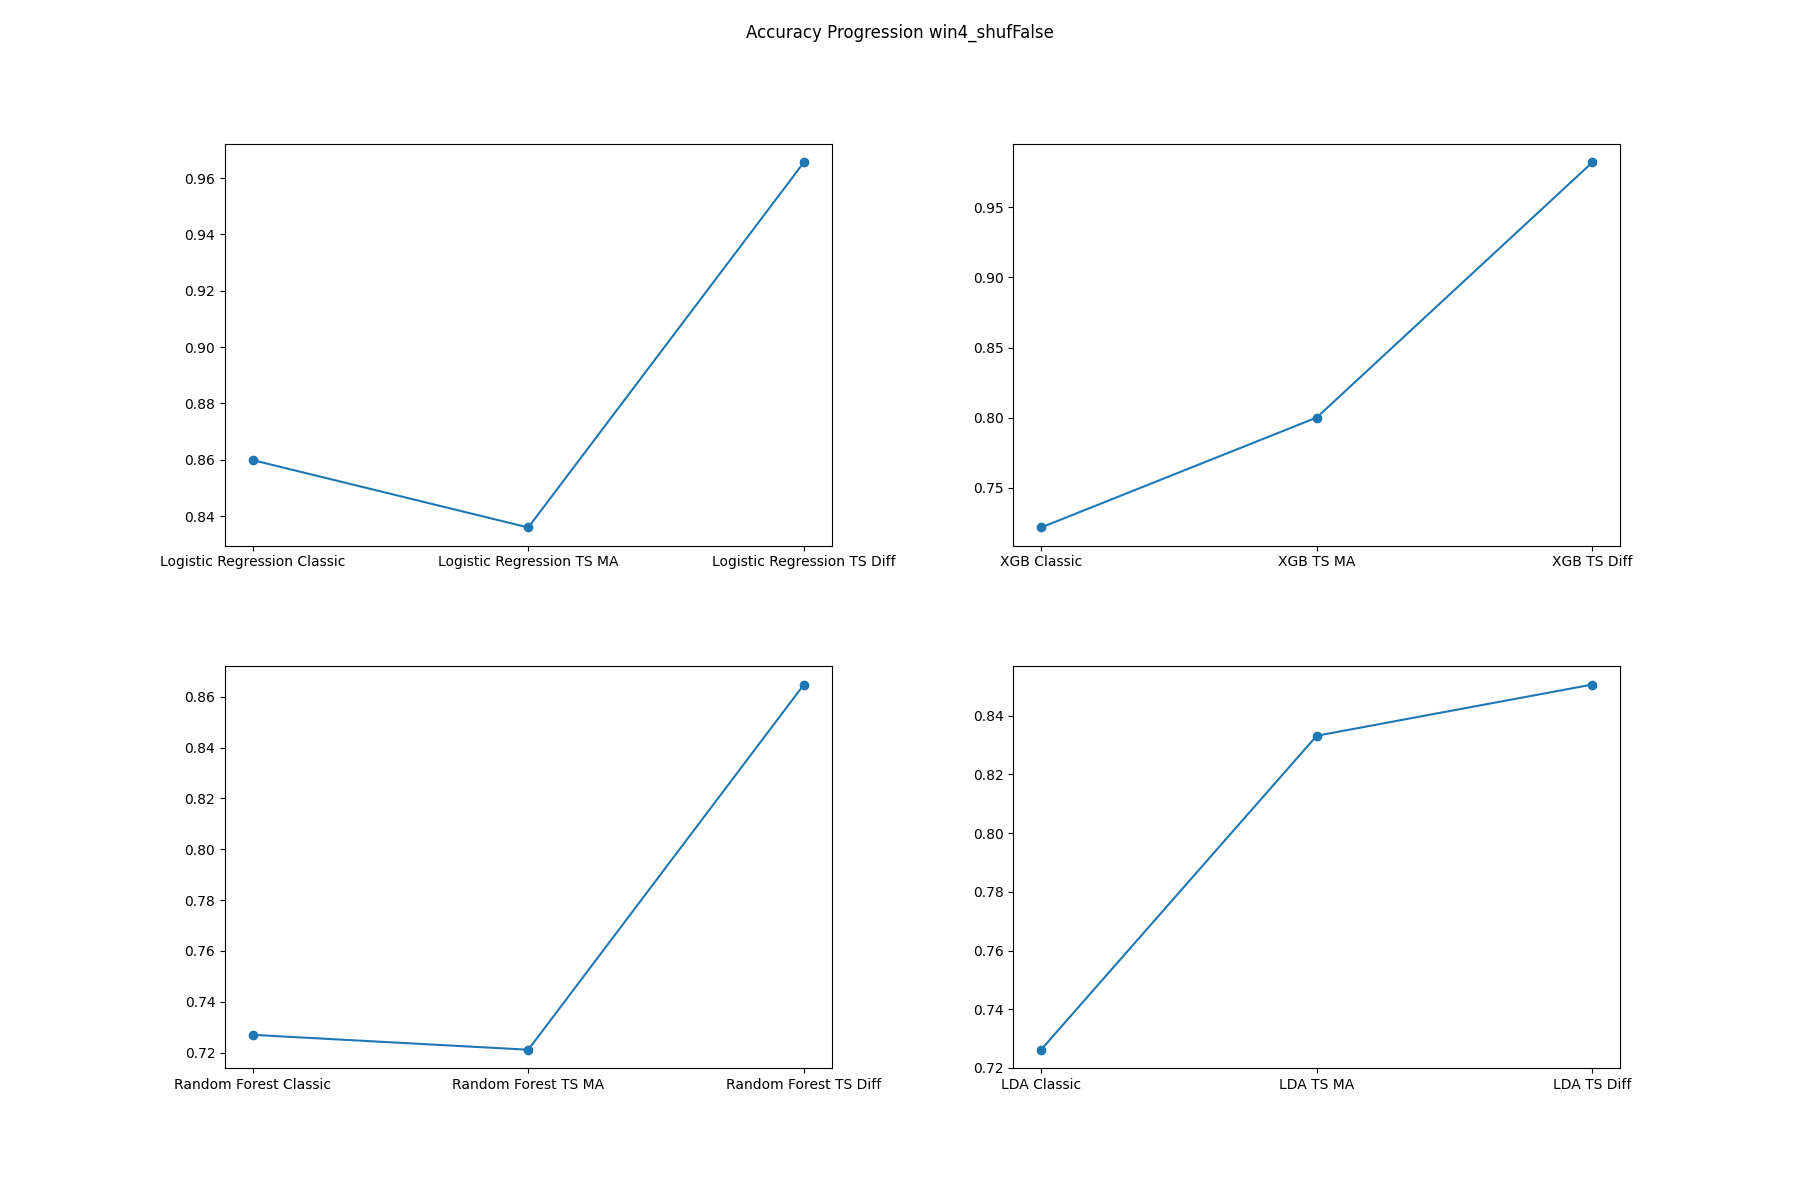 Accuracy Progression win4_shufFalse
0.96
0.94
0.92
0.90
0.88
0.86
0.84
Logistic Regression Classic
Logistic Regression TS MA
Logistic Regression TS Diff
0.95
0.90
0.85
0.80
0.75
XGB Classic
XGB TS MA
XGB TS Diff
0.86
0.84
0.82
0.80
0.78
0.76
0.74
0.72
Random Forest Classic
Random Forest TS MA
Random Forest TS Diff
0.84
0.82
0.80
0.78
0.76
0.74
0.72
LDA Classic
LDA TS MA
LDA TS Diff